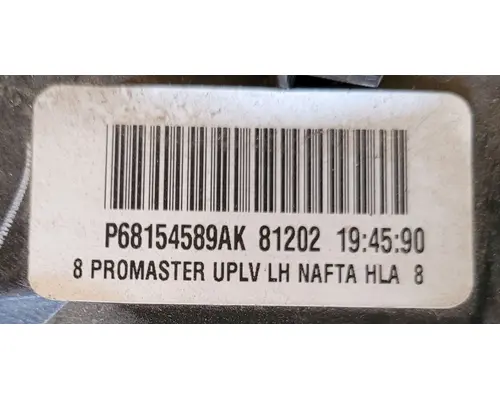 P68154589AK 81202 19:45:90
8 PROMASTER UPLV LH NAFTA HLA 8